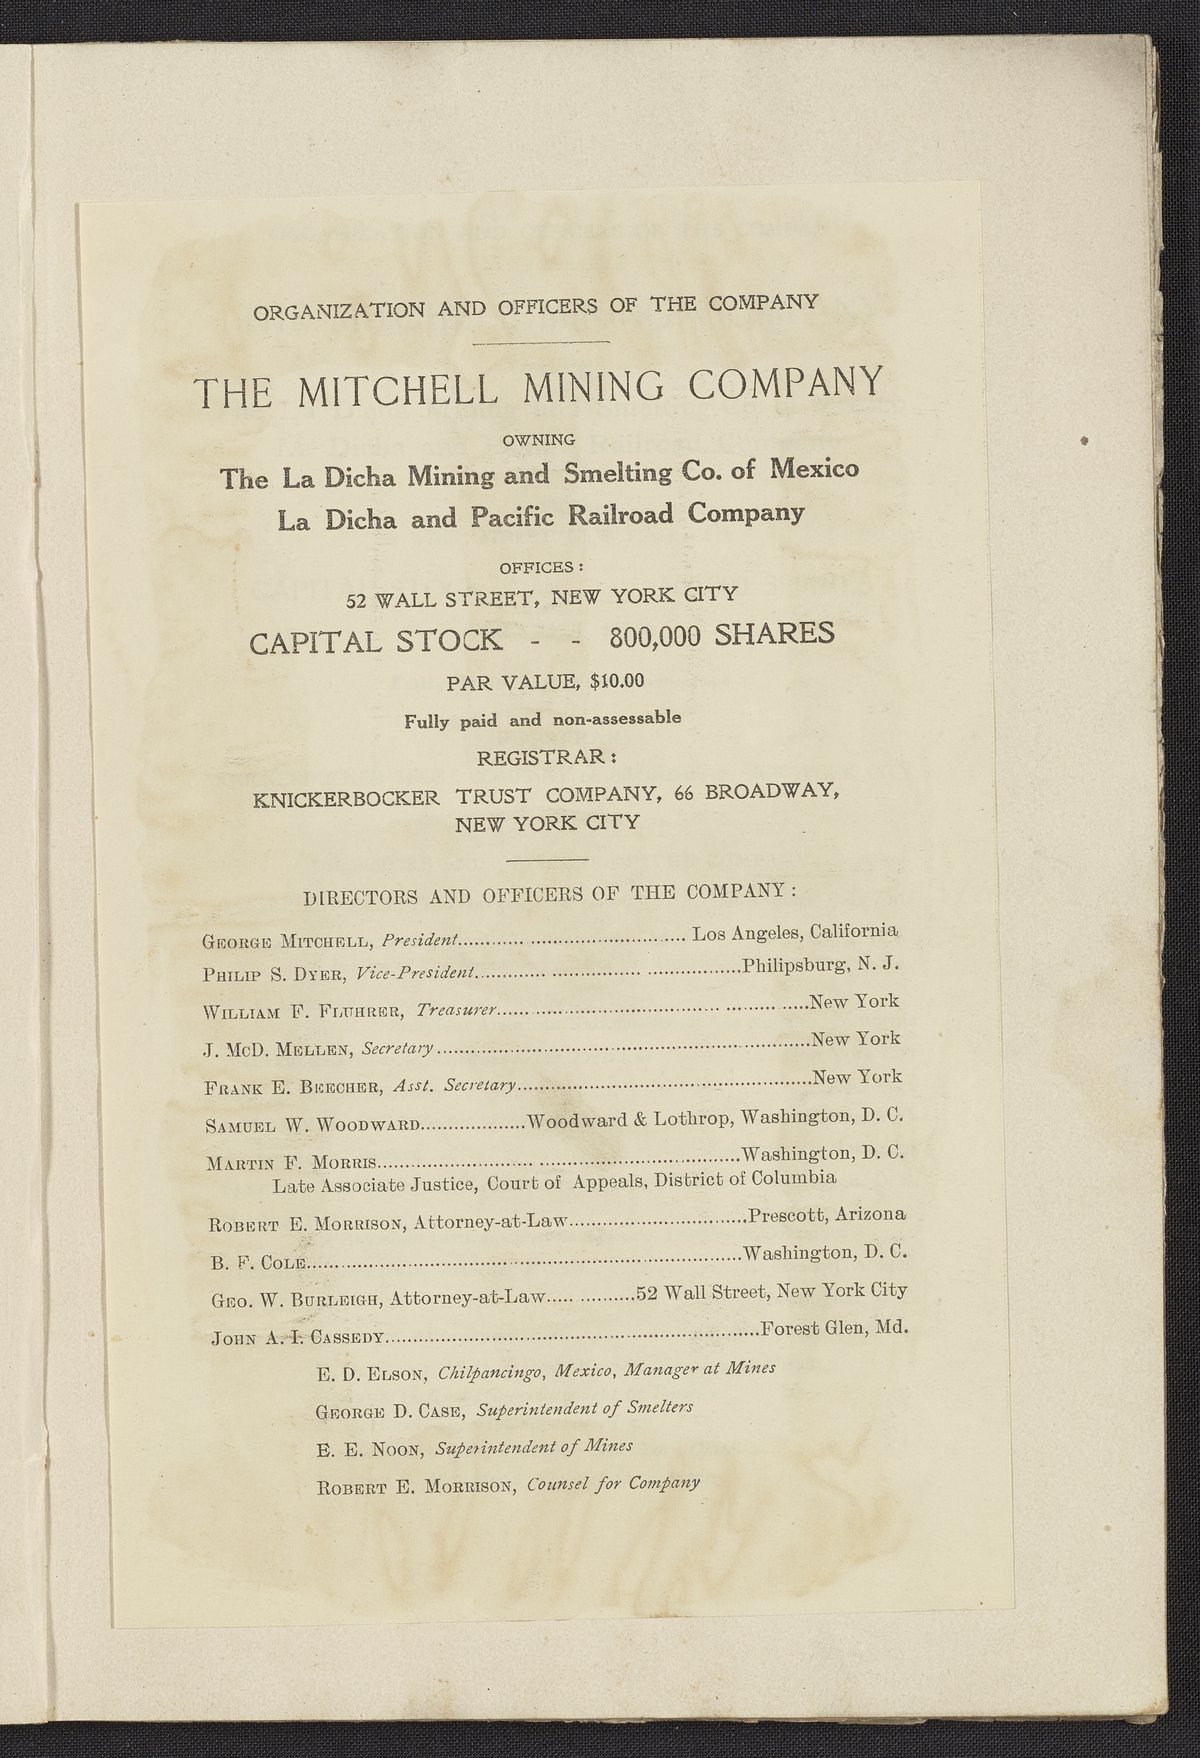 ORGANIZATION AND OFFICERS OF THE COMPANY
THE MITCHELL MINING COMPANY
OWNING
The La Dicha Mining and Smelting Co. of Mexico
La Dicha and Pacific Railroad Company
OFFICES:
52 WALL STREET, NEW YORK CITY
CAPITAL STOCK - - 800,000 SHARES
PAR VALUE, $10.00
Fully paid and non-assessable
REGISTRAR:
KNICKERBOCKER TRUST COMPANY, 66 BROADWAY,
NEW YORK CITY
DIRECTORS AND OFFICERS OF THE COMPANY:
GEORGE MITCHELL, President.......................................... Los Angeles, California
PHILIP S. DYER, Vice-President..............................................Philipsburg, N. J.
WILLIAM F. FLUHRER, Treasurer......................................................New York
J. McD. MELLEN, Secretary................................................................New York
FRANK E. BEECHER, Asst. Secretary...................................................New York
SAMUEL W. WOODWARD...................Woodward & Lothrop, Washington, D. C.
MARTIN F. MORRIS................................................................Washington, D. C.
Late Associate Justice, Court of Appeals, District of Columbia
ROBERT E. MORRISON, Attorney-at-Law................................Prescott, Arizona
B. F. COLE..............................................................................Washington, D. C.
GEO. W. BURLEIGH, Attorney-at-Law...............52 Wall Street, New York City
JOHN A. I. CASSEDY...................................................................Forest Glen, Md.
E. D. ELSON, Chilpancingo, Mexico, Manager at Mines
GEORGE D. CASE, Superintendent of Smelters
E. E. NOON, Superintendent of Mines
ROBERT E. MORRISON, Counsel for Company